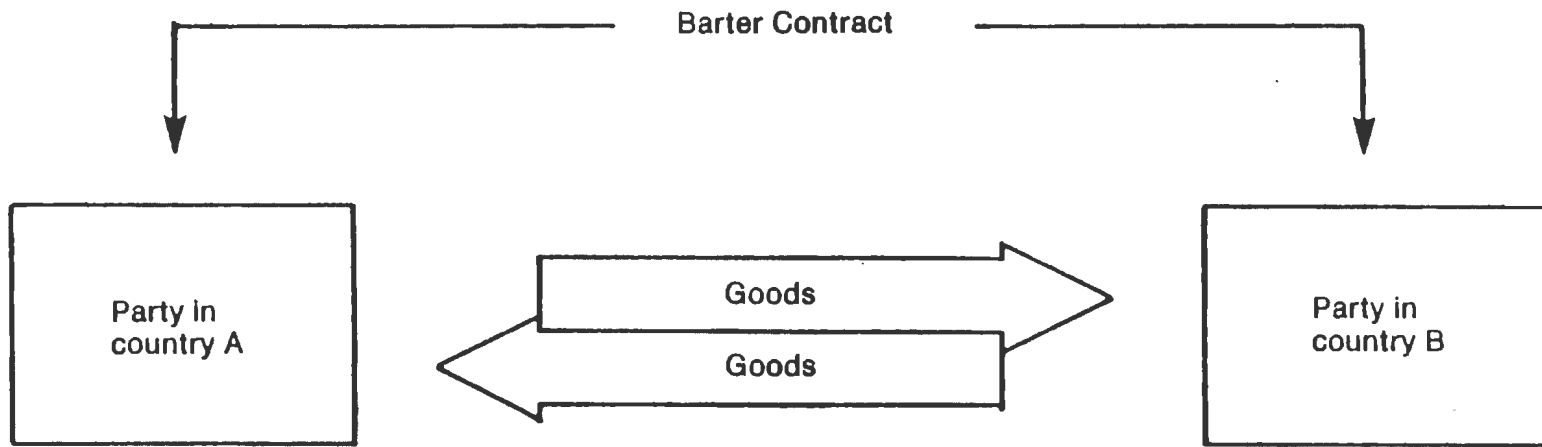 Barter Contract
Party in
country A
Goods
Goods
Party in
country B